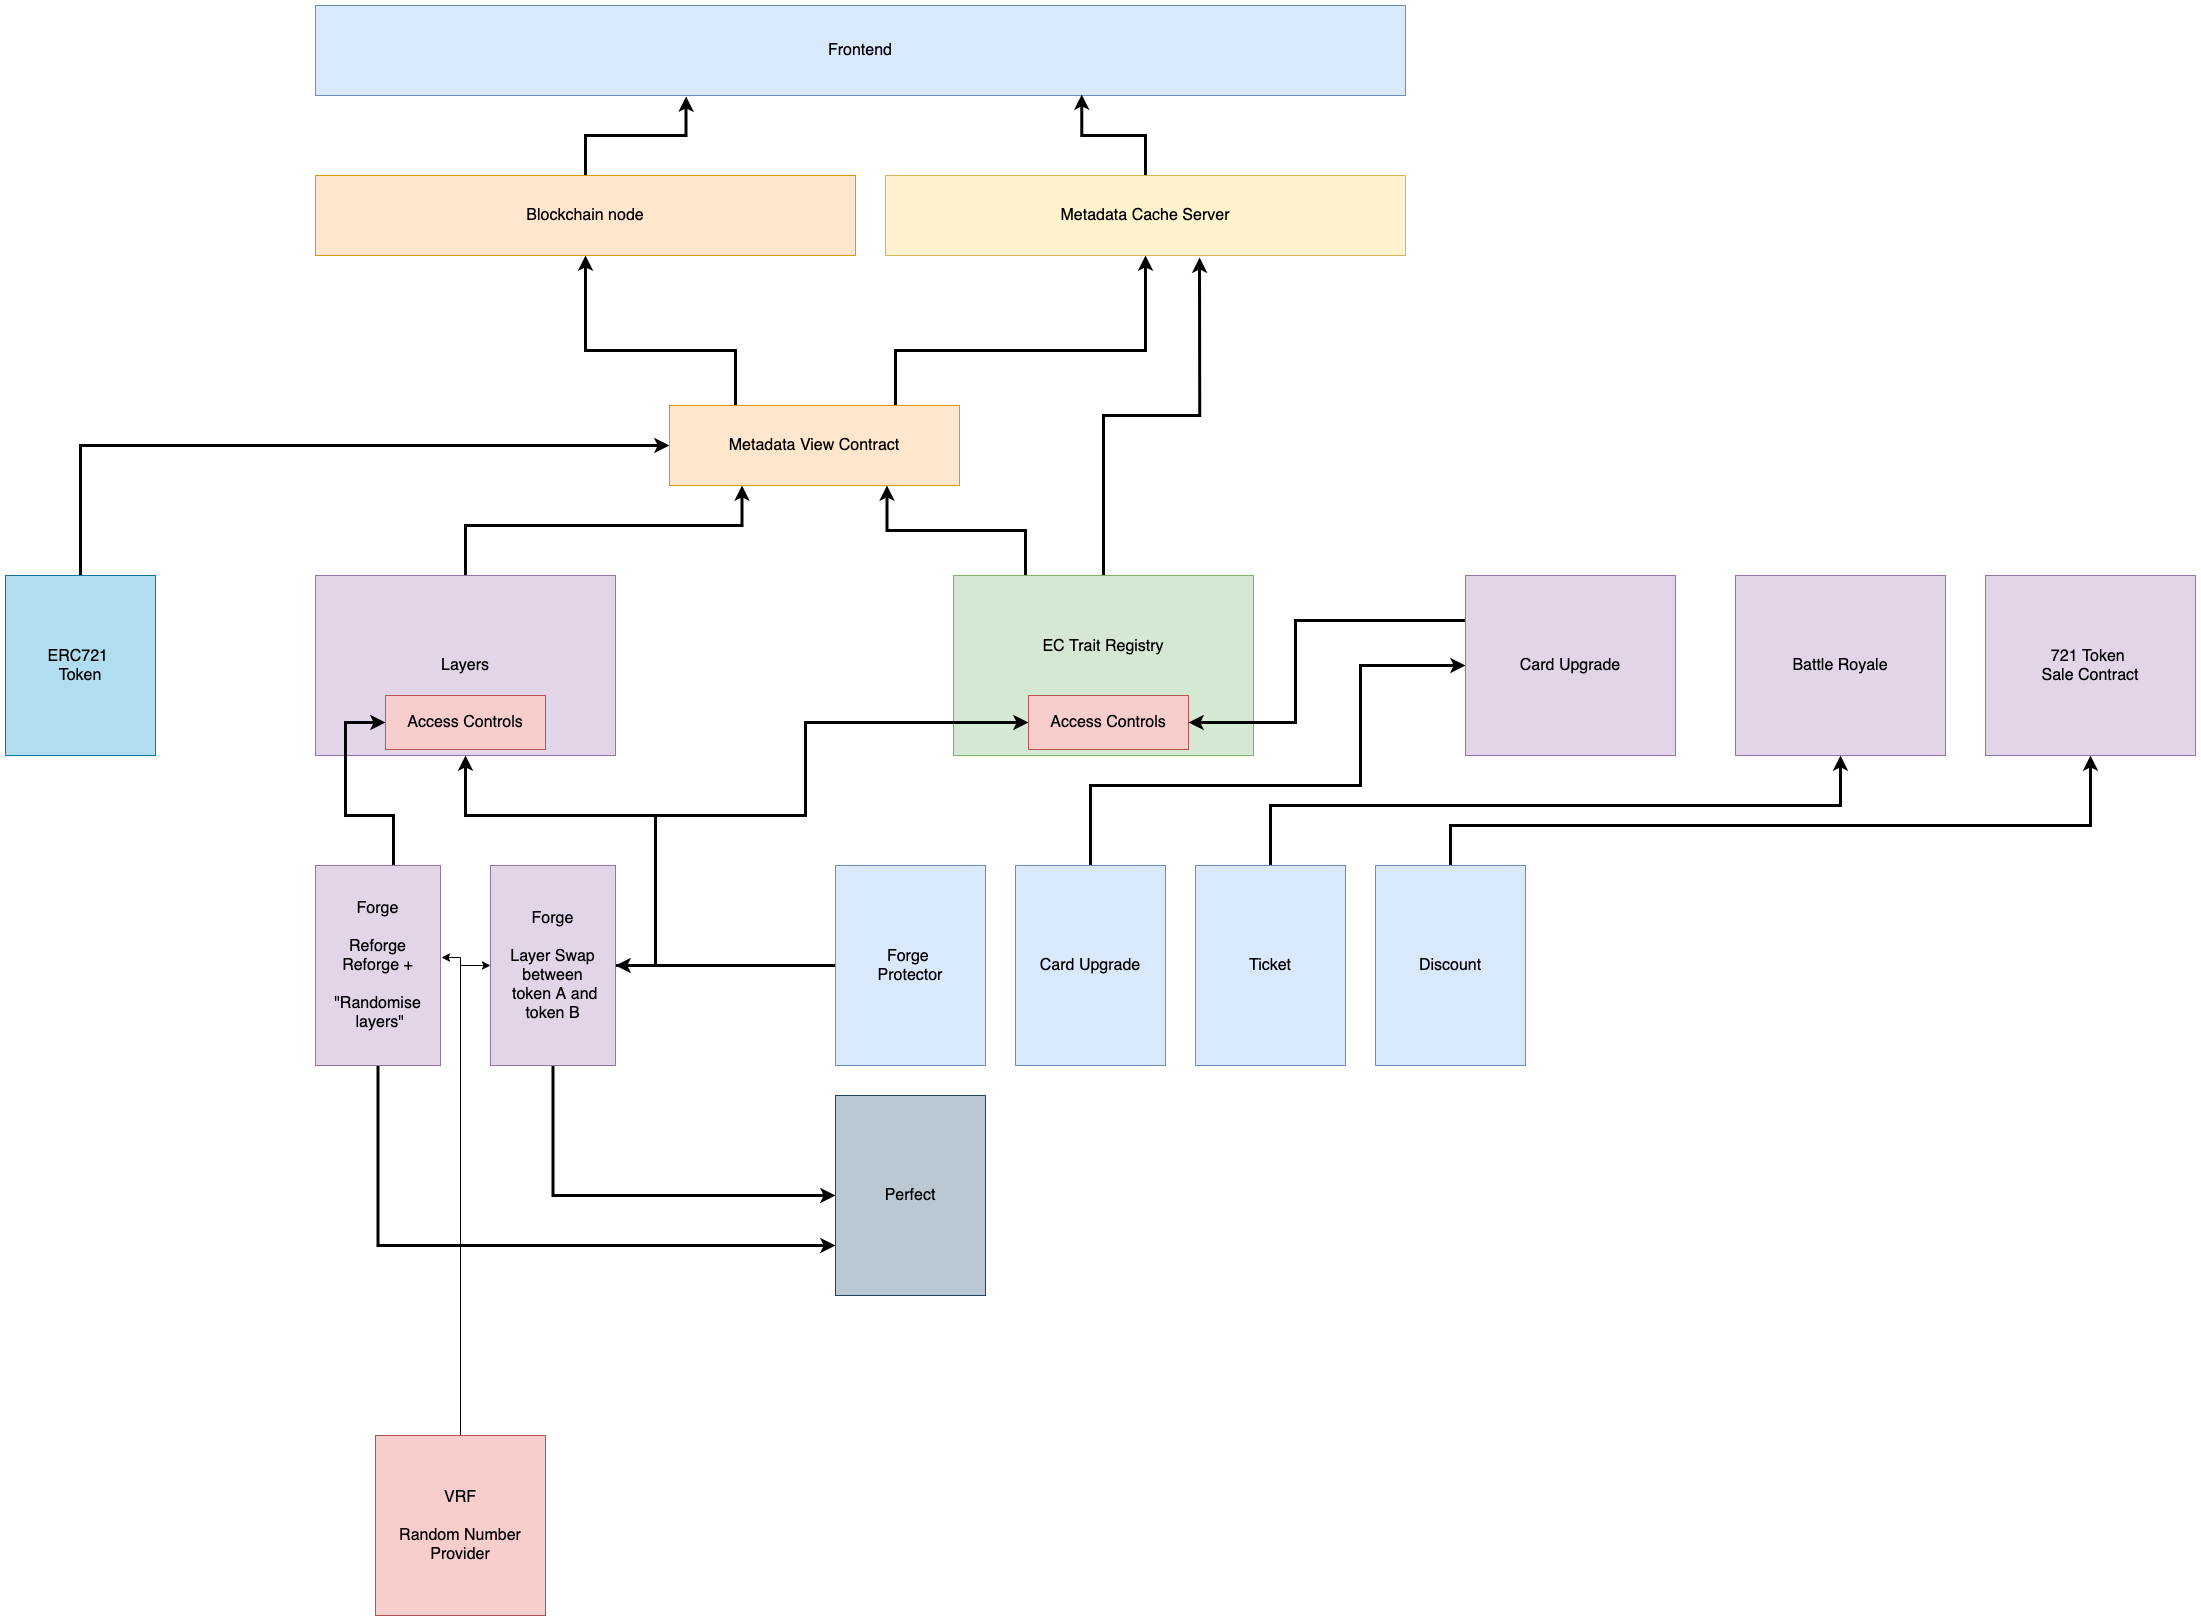 Frontend
Blockchain node
Metadata Cache Server
Metadata View Contract
ERC721
Token
Layers
Access Controls
EC Trait Registry
Access Controls
Card Upgrade
Battle Royale
721 Token
Sale Contract
Forge
Reforge
Reforge +
"Randomise
layers"
Forge
Layer Swap
between
token A and
token B
Forge
Protector
Card Upgrade
Ticket
Discount
Perfect
VRF
Random Number
Provider